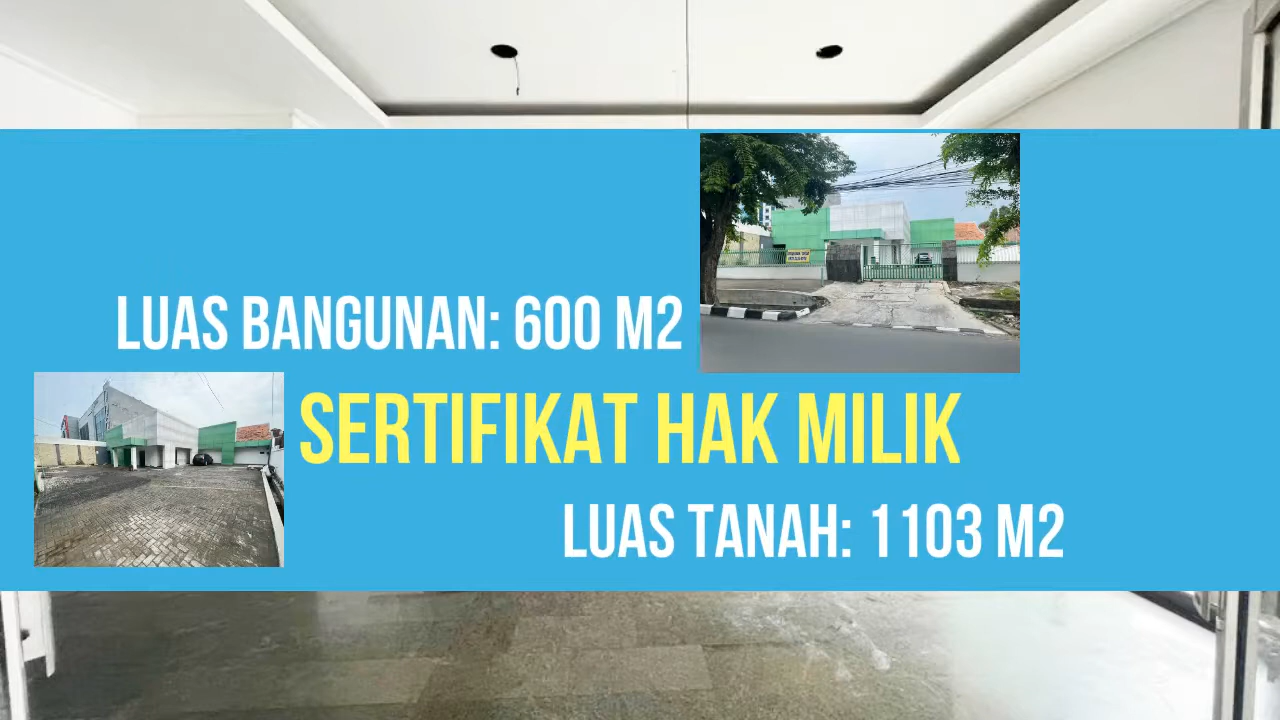 LUAS BANGUNAN: 600 M2
SERTIFIKAT HAK MILIK
LUAS TANAH: 1103 M2